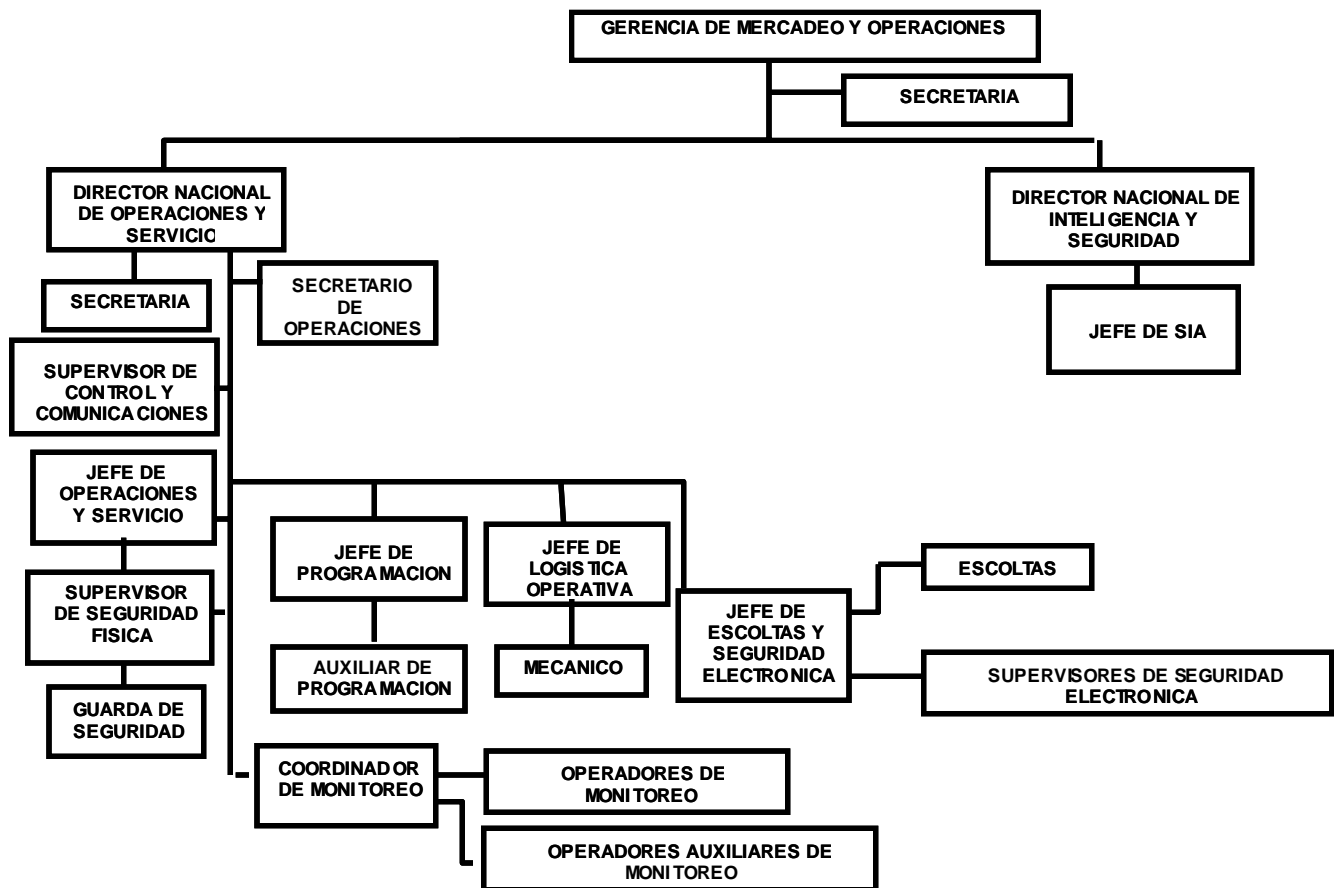 GERENCIA DE MERCADEO Y OPERACIONES
SECRETARIA
DIRECTOR NACIONAL
DE OPERACIONES Y
SERVICIO
DIRECTOR NACIONAL DE
INTELIGENCIA Y
SEGURIDAD
SECRETARIA
SECRETARIO
DE
OPERACIONES
JEFE DE SIA
SUPERVISOR DE
CONTROL Y
COMUNICACIONES
JEFE DE
OPERACIONES
Y SERVICIO
JEFE DE
PROGRAMACION
JEFE DE
LOGISTICA
OPERATIVA
ESCOLTAS
SUPERVISOR
DE SEGURIDAD
FISICA
JEFE DE
ESCOLTAS Y
SEGURIDAD
ELECTRONICA
AUXILIAR DE
PROGRAMACION
MECANICO
SUPERVISORES DE SEGURIDAD
ELECTRONICA
GUARDA DE
SEGURIDAD
COORDINADOR
DE MONITOREO
OPERADORES DE
MONITOREO
OPERADORES AUXILIARES DE
MONITOREO